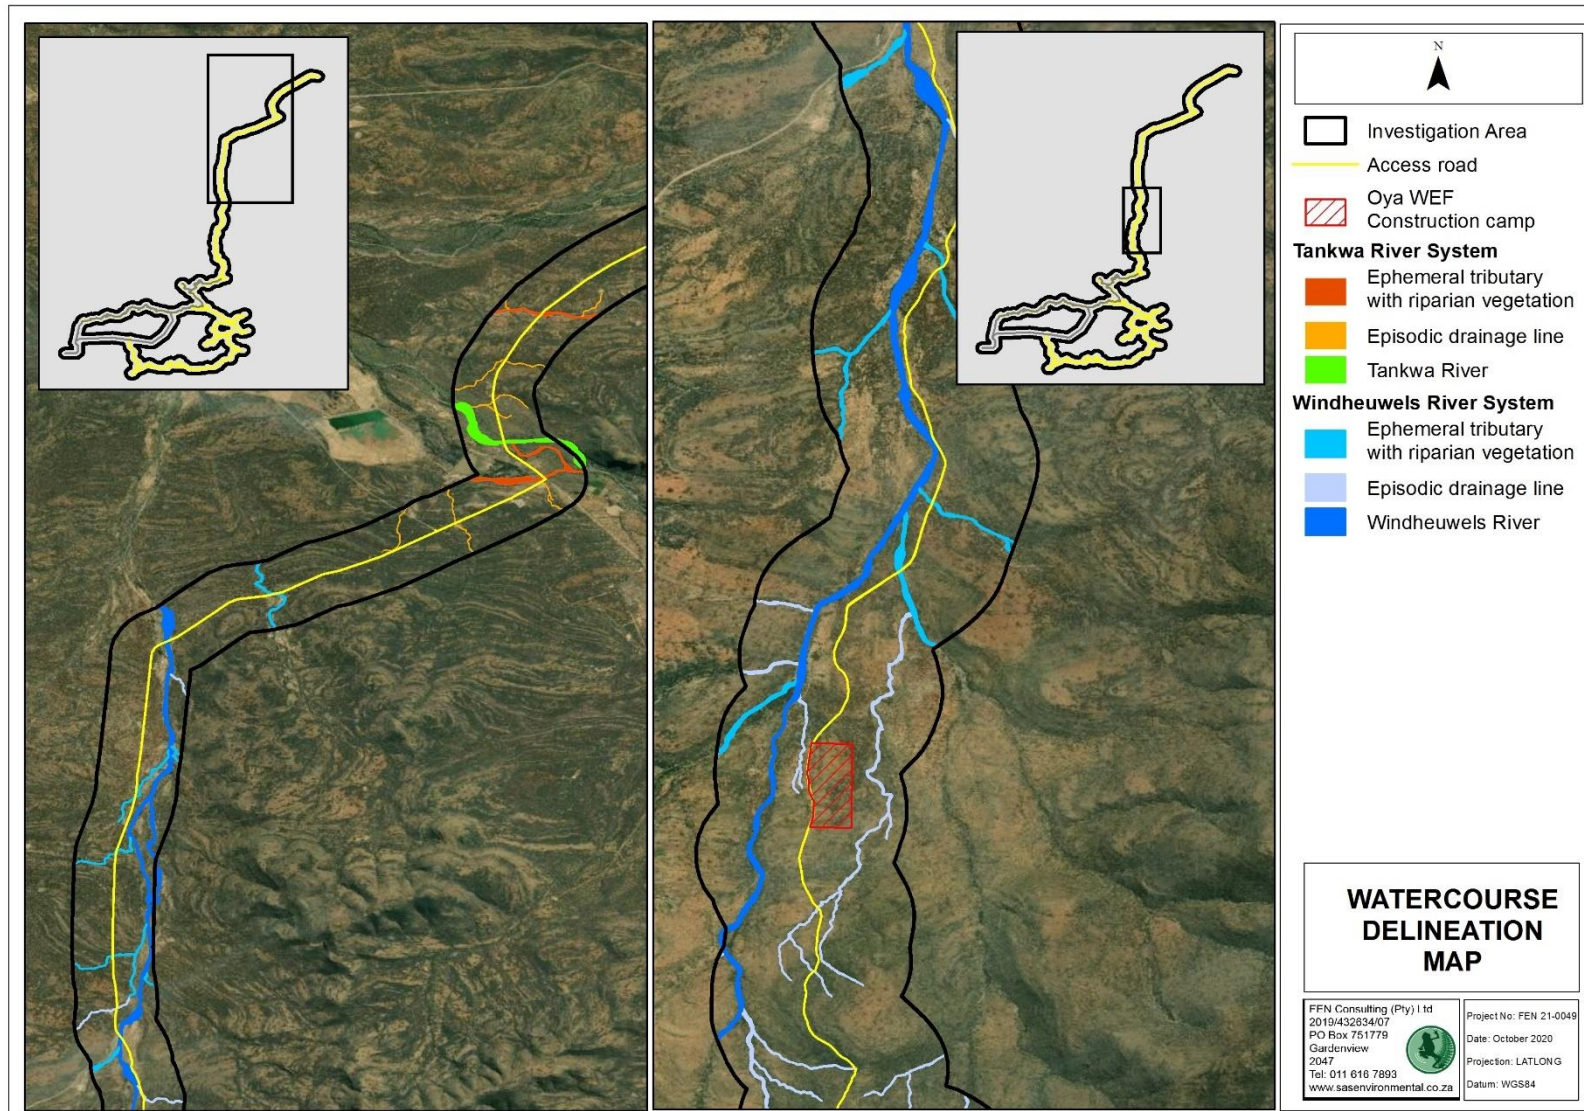 N
Investigation Area
Access road
Oya WEF
Construction camp
Tankwa River System
Ephemeral tributary
with riparian vegetation
Episodic drainage line
Tankwa River
Windheuwels River System
Ephemeral tributary
with riparian vegetation
Episodic drainage line
Windheuwels River
WATERCOURSE
DELINEATION
MAP
FEN Consulting (Py) Ltd
2019/432634/07
PO Box 751779
Gardenview
2047
Tel: 011 616 7893
www.sasenvironmental.co.za
Project No: FEN 21-0049
Date: October 2020
Projection: LATLONG
Datum: WGS84